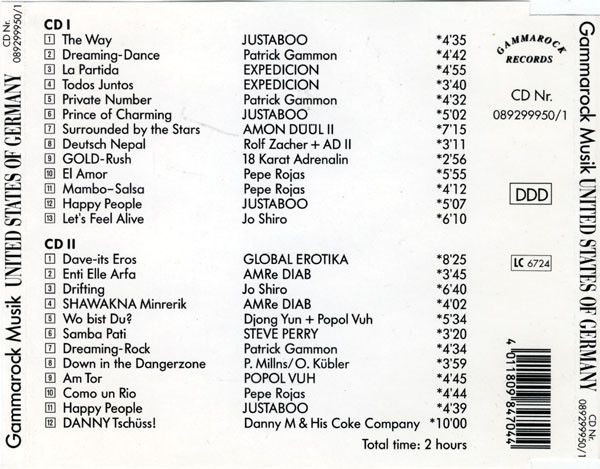 CD Nr.
089299950/1
Gammarock Musik UNITED STATES OF GERMANY
CD I
1 The Way JUSTABOO *4'35
2 Dreaming-Dance Patrick Gammon *4'42
3 La Partida EXPEDICION *4'55
4 Todos Juntos EXPEDICION *3'40
5 Private Number Patrick Gammon *4'32
6 Prince of Charming JUSTABOO *5'02
7 Surrounded by the Stars AMON DÜÜL II *7'15
8 Deutsch Nepal Rolf Zacher + AD II *3'11
9 GOLD-Rush 18 Karat Adrenalin *2'56
10 El Amor Pepe Rojas *5'55
11 Mambo-Salsa Pepe Rojas *4'12
12 Happy People JUSTABOO *5'07
13 Let's Feel Alive Jo Shiro *6'10
CD II
1 Dave-its Eros GLOBAL EROTIKA *8'25
2 Enti Elle Arfa AMRe DIAB *3'45
3 Drifting Jo Shiro *6'40
4 SHAWAKNA Minrerik AMRe DIAB *4'02
5 Wo bist Du? Djong Yun + Popol Vuh *5'34
6 Samba Pati STEVE PERRY *3'20
7 Dreaming-Rock Patrick Gammon *4'34
8 Down in the Dangerzone P. Millns/O. Kübler *3'59
9 Am Tor POPOL VUH *4'45
10 Como un Rio Pepe Rojas *4'44
11 Happy People JUSTABOO *4'39
12 DANNY Tschüss! Danny M & His Coke Company *10'00
Total time: 2 hours
GAMMAROCK
RECORDS
CD Nr.
089299950/1
DDD
LC 6724
4 011809 847044
Gammarock Musik UNITED STATES OF GERMANY
CD Nr.
089299950/1